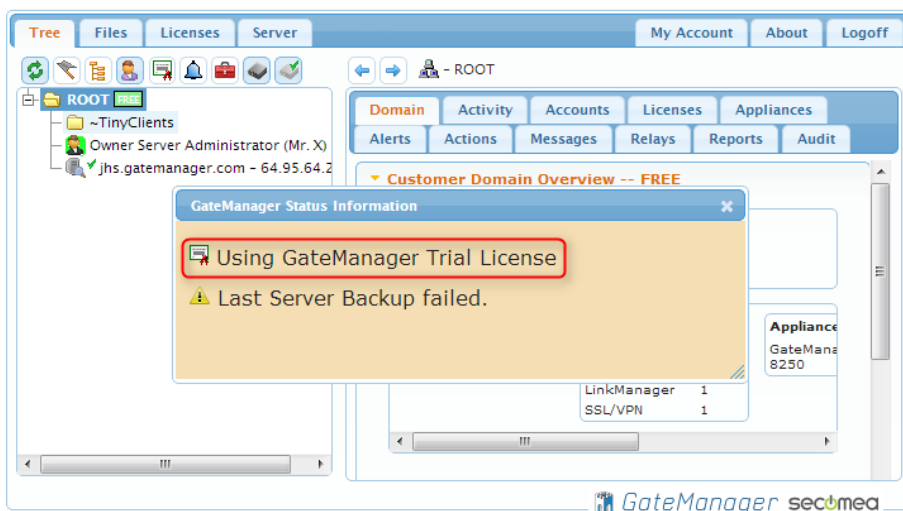 Tree Files Licenses Server My Account About Logoff
- ROOT
ROOT FREE
~TinyClients
Owner Server Administrator (Mr. X)
jhs.gatemanager.com - 64.95.64.2
Domain Activity Accounts Licenses Appliances
Alerts Actions Messages Relays Reports Audit
Customer Domain Overview -- FREE
GateManager Status Information
Using GateManager Trial License
Last Server Backup failed.
Appliance
GateMana
8250
LinkManager 1
SSL/VPN 1
GateManager secomea